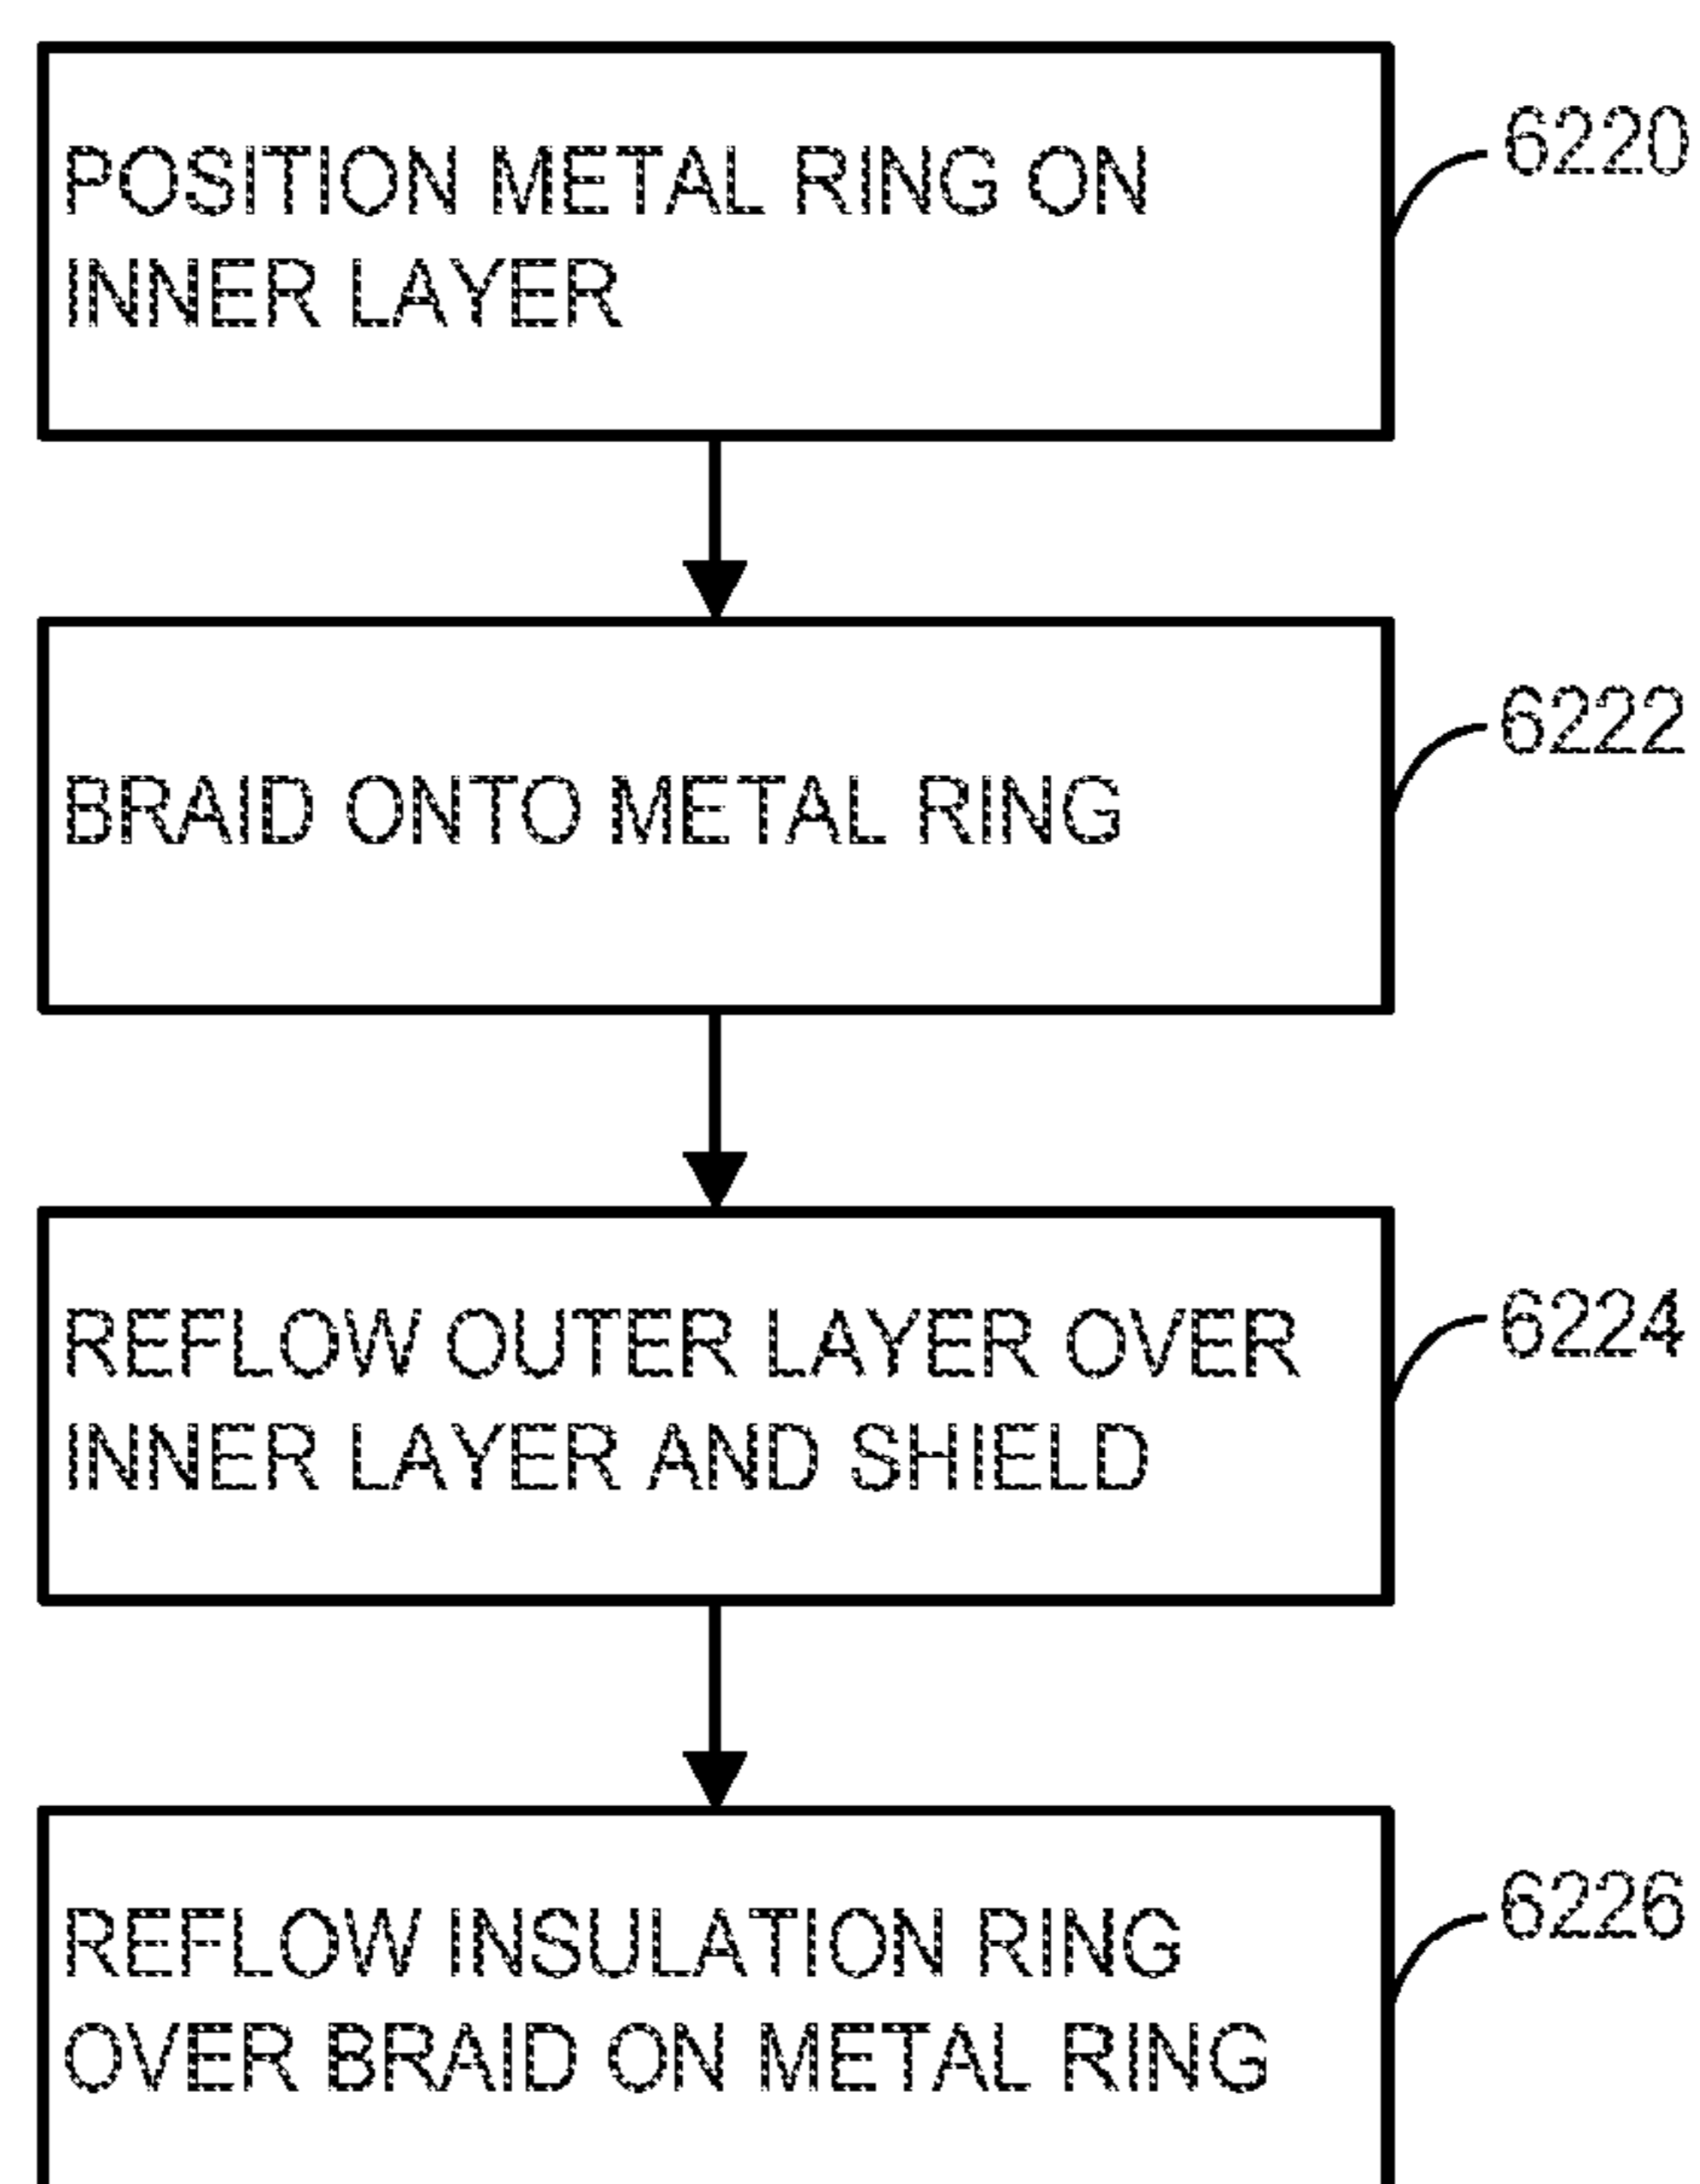 POSITION METAL RING ON
INNER LAYER
6220
BRAID ONTO METAL RING
6222
REFLOW OUTER LAYER OVER
INNER LAYER AND SHIELD
6224
REFLOW INSULATION RING
OVER BRAID ON METAL RING
6226